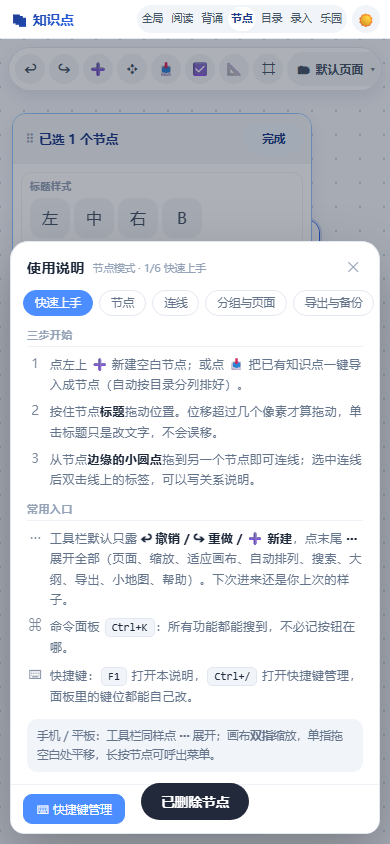 知识点
全局 阅读 背诵 节点 目录 录入 乐园
默认页面
已选 1 个节点 完成
标题样式
左 中 右 B
使用说明 节点模式 · 1/6 快速上手
快速上手 节点 连线 分组与页面 导出与备份
三步开始
1 点左上 ➕ 新建空白节点；或点 📥 把已有知识点一键导
入成节点（自动按目录分列排好）。
2 按住节点标题拖动位置。位移超过几个像素才算拖动，单
击标题只是改文字，不会误移。
3 从节点边缘的小圆点拖到另一个节点即可连线；选中连线
后双击线上的标签，可以写关系说明。
常用入口
⋯ 工具栏默认只露 ↩ 撤销 / ↪ 重做 / ➕ 新建，点末尾 ⋯
展开全部（页面、缩放、适应画布、自动排列、搜索、大
纲、导出、小地图、帮助）。下次进来还是你上次的样
子。
⌘ 命令面板 Ctrl+K：所有功能都能搜到，不必记按钮在
哪。
⌨ 快捷键：F1 打开本说明，Ctrl+/ 打开快捷键管理，
面板里的键位都能自己改。
手机 / 平板：工具栏同样点 ⋯ 展开；画布双指缩放，单指拖
空白处平移，长按节点可呼出菜单。
⌨ 快捷键管理 已删除节点